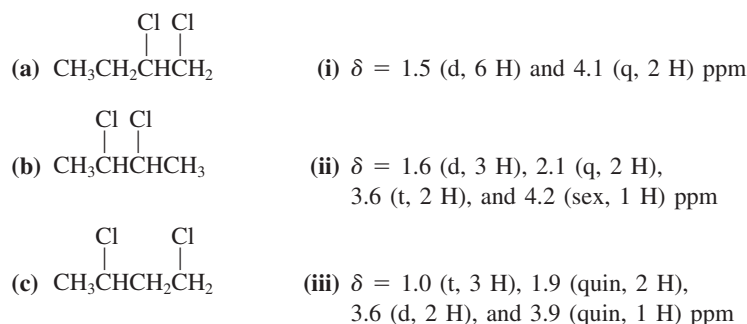 Cl Cl
(a) CH₃CH₂CHCH₂ (i) δ = 1.5 (d, 6 H) and 4.1 (q, 2 H) ppm
Cl Cl
(b) CH₃CHCHCH₃ (ii) δ = 1.6 (d, 3 H), 2.1 (q, 2 H),
3.6 (t, 2 H), and 4.2 (sex, 1 H) ppm
Cl Cl
(c) CH₃CHCH₂CH₂ (iii) δ = 1.0 (t, 3 H), 1.9 (quin, 2 H),
3.6 (d, 2 H), and 3.9 (quin, 1 H) ppm